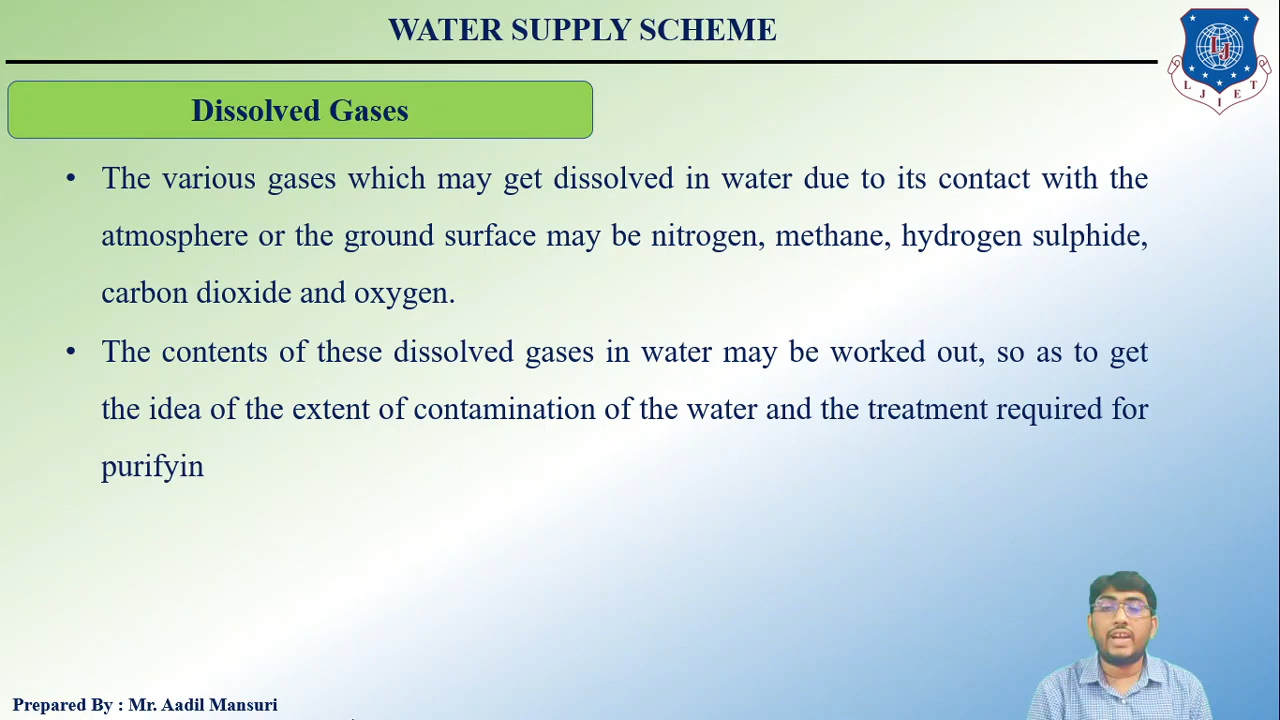 WATER SUPPLY SCHEME
LJ
L J I E T
Dissolved Gases
• The various gases which may get dissolved in water due to its contact with the
atmosphere or the ground surface may be nitrogen, methane, hydrogen sulphide,
carbon dioxide and oxygen.
• The contents of these dissolved gases in water may be worked out, so as to get
the idea of the extent of contamination of the water and the treatment required for
purifyin
Prepared By : Mr. Aadil Mansuri